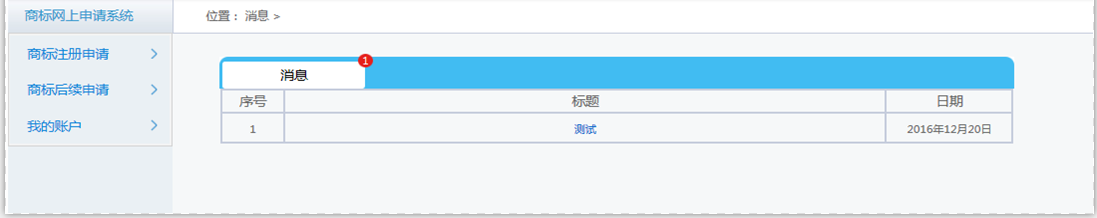 商标网上申请系统
位置： 消息 >
商标注册申请
商标后续申请
我的账户
消息
1
序号 标题 日期
1 测试 2016年12月20日